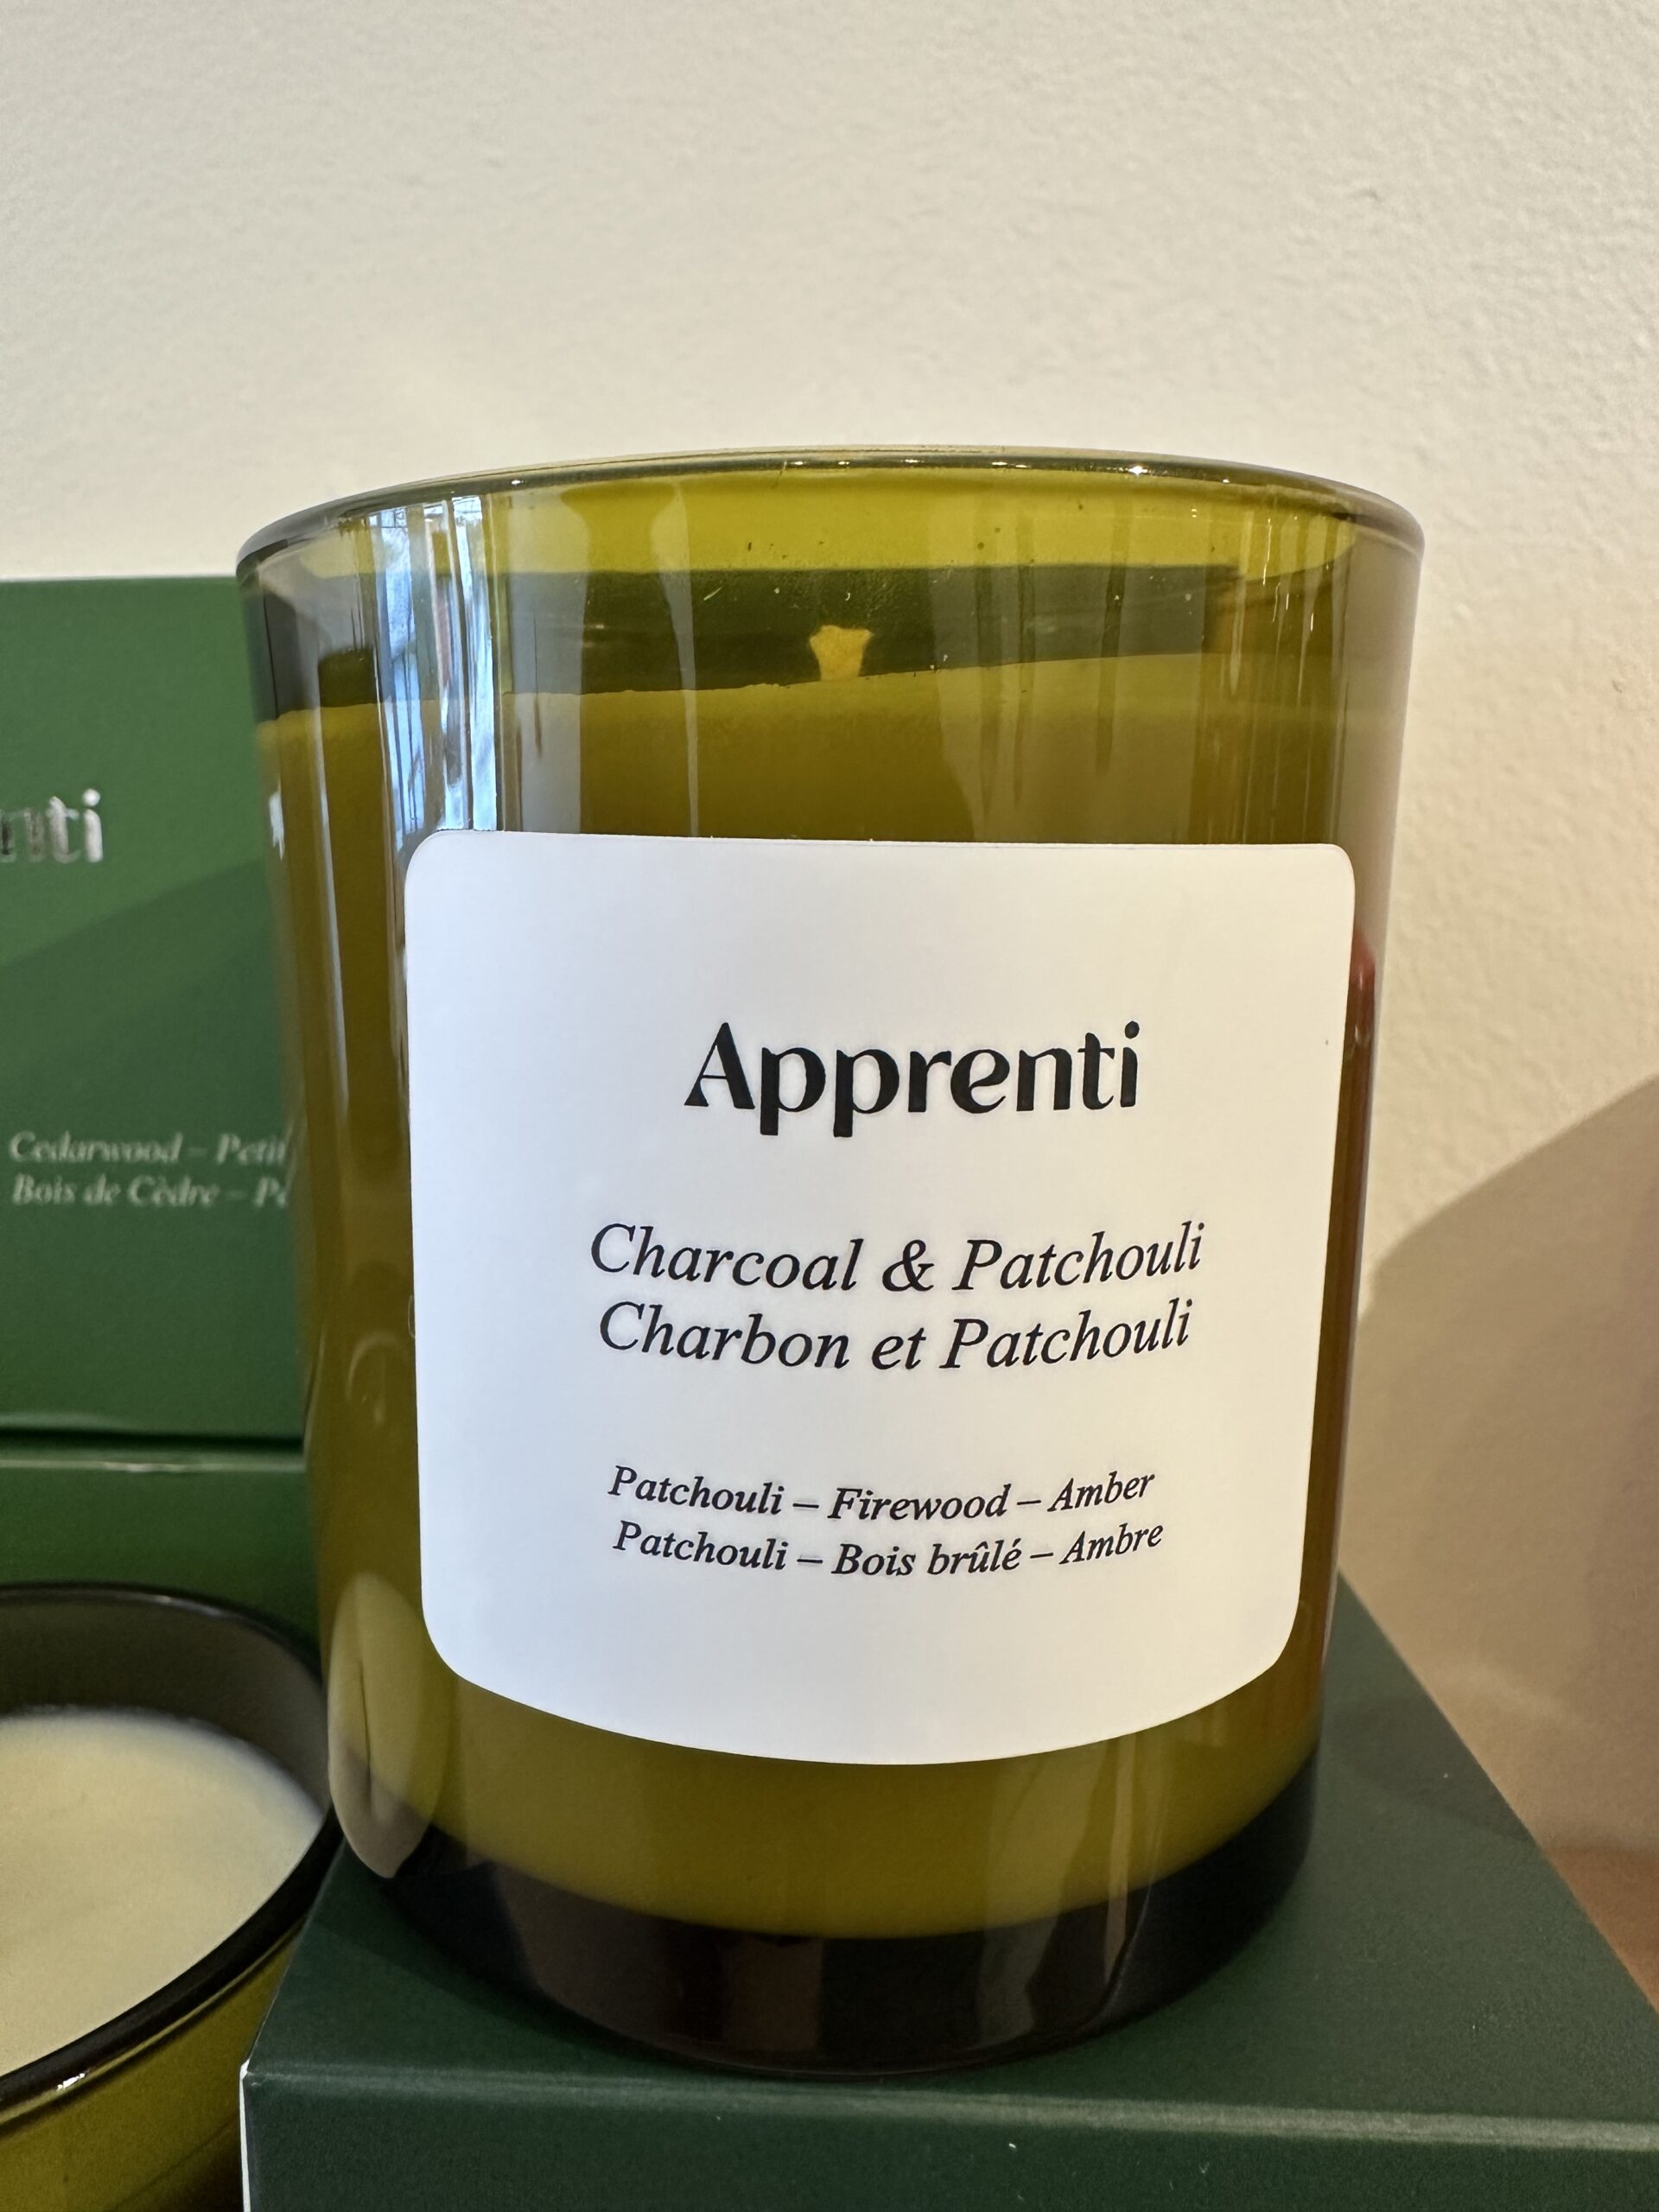 Apprenti
Charcoal & Patchouli
Charbon et Patchouli
Patchouli – Firewood – Amber
Patchouli – Bois brûlé – Ambre
nti
Cedarwood – Petit
Bois de Cèdre –